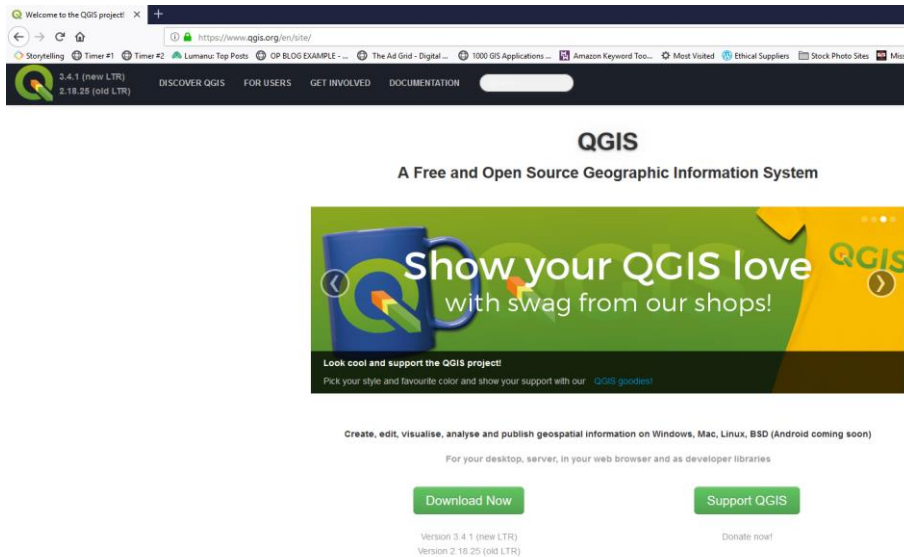 Welcome to the QGIS project!
https://www.qgis.org/en/site/
Storytelling Timer #1 Timer #2 Lumanu: Top Posts OP BLOG EXAMPLE - ... The Ad Grid - Digital ... 1000 GIS Applications ... Amazon Keyword Too... Most Visited Ethical Suppliers Stock Photo Sites
3.4.1 (new LTR)
2.18.25 (old LTR)
DISCOVER QGIS FOR USERS GET INVOLVED DOCUMENTATION
QGIS
A Free and Open Source Geographic Information System
QGIS
Show your QGIS love
with swag from our shops!
Look cool and support the QGIS project!
Pick your style and favourite color and show your support with our QGIS goodies!
Create, edit, visualise, analyse and publish geospatial information on Windows, Mac, Linux, BSD (Android coming soon)
For your desktop, server, in your web browser and as developer libraries
Download Now Support QGIS
Version 3.4.1 (new LTR) Donate now!
Version 2.18.25 (old LTR)